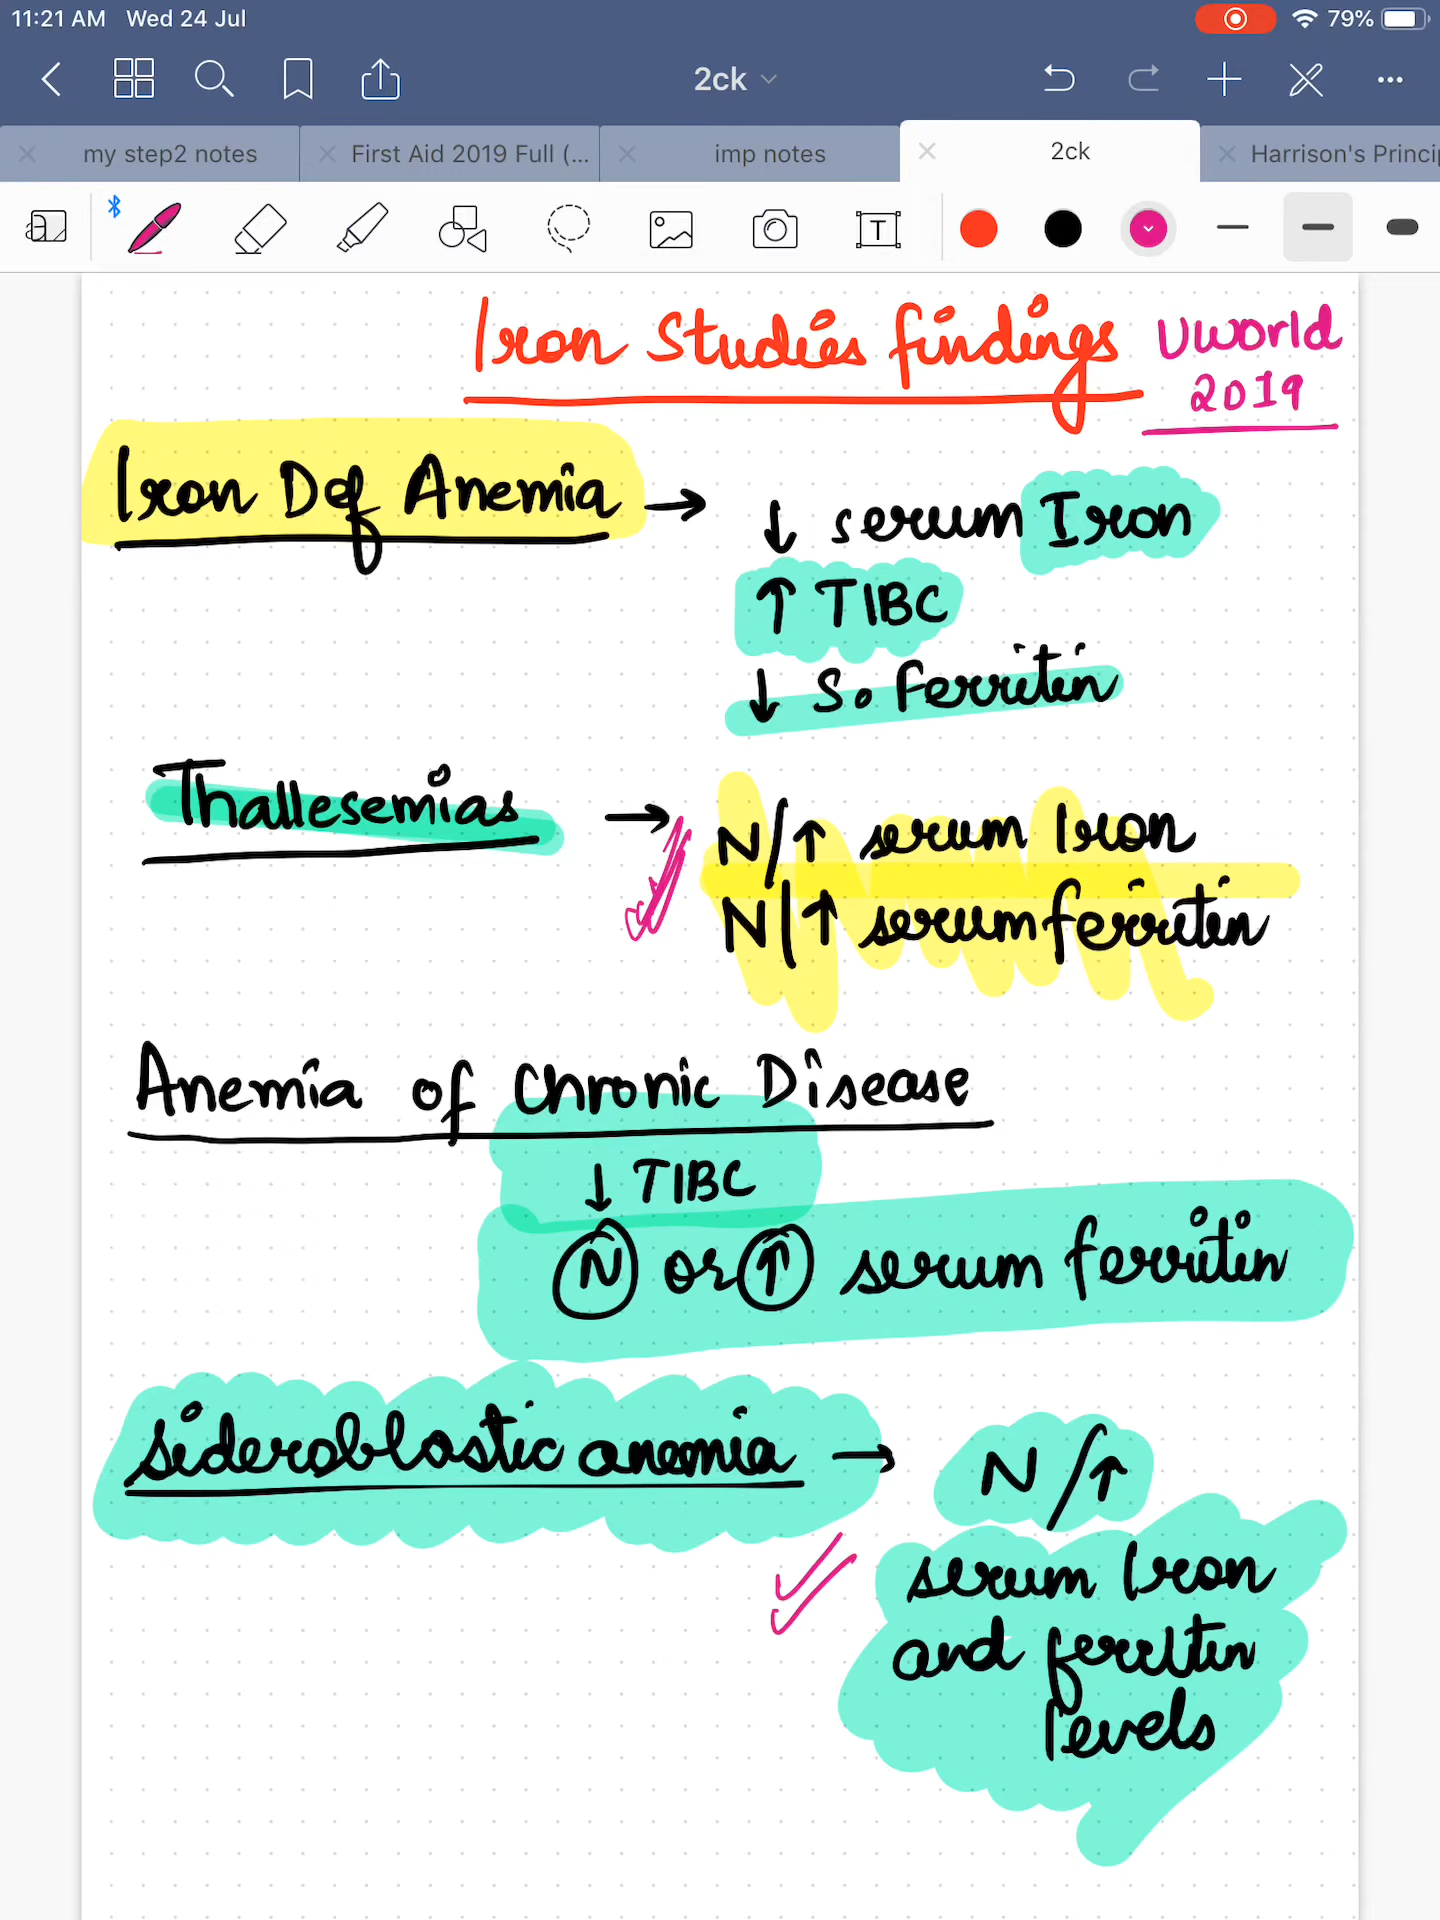 11:21 AM Wed 24 Jul 79%
2ck
my step2 notes
First Aid 2019 Full (...
imp notes
2ck
Harrison's Princip
T
Iron Studies findings
Uworld
2019
Iron Def Anemia →
↓ serum Iron
↑ TIBC
↓ So Ferritin
Thallesemias →
N/↑ serum Iron
N/↑ serum ferritin
Anemia of Chronic Disease
↓ TIBC
N or ↑ serum ferritin
sideroblastic anemia →
N/↑
serum Iron
and ferritin
levels